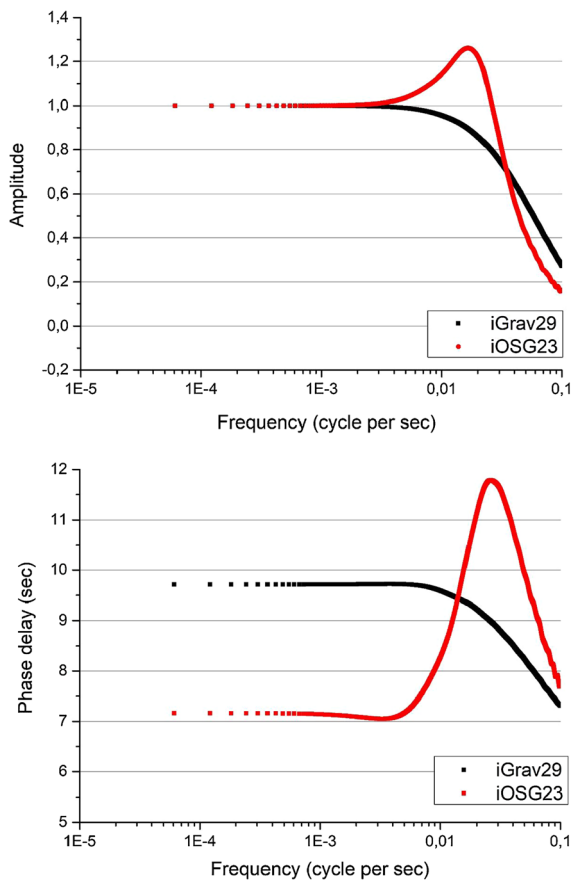 1,4
1,2
1,0
0,8
0,6
0,4
0,2
0,0
-0,2
Amplitude
iGrav29
iOSG23
1E-5 1E-4 1E-3 0,01 0,1
Frequency (cycle per sec)
12
11
10
9
8
7
6
5
Phase delay (sec)
iGrav29
iOSG23
1E-5 1E-4 1E-3 0,01 0,1
Frequency (cycle per sec)